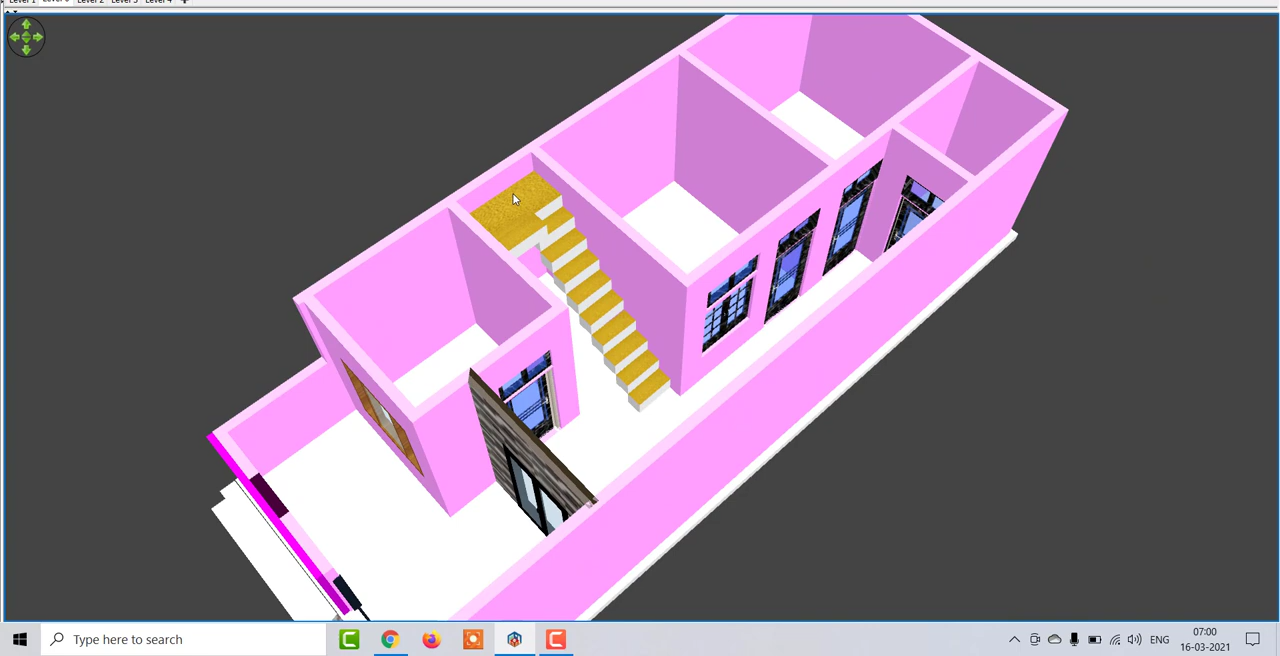 Level 1 Level 2 Level 3 Level 4
Type here to search
ENG
07:00
16-03-2021